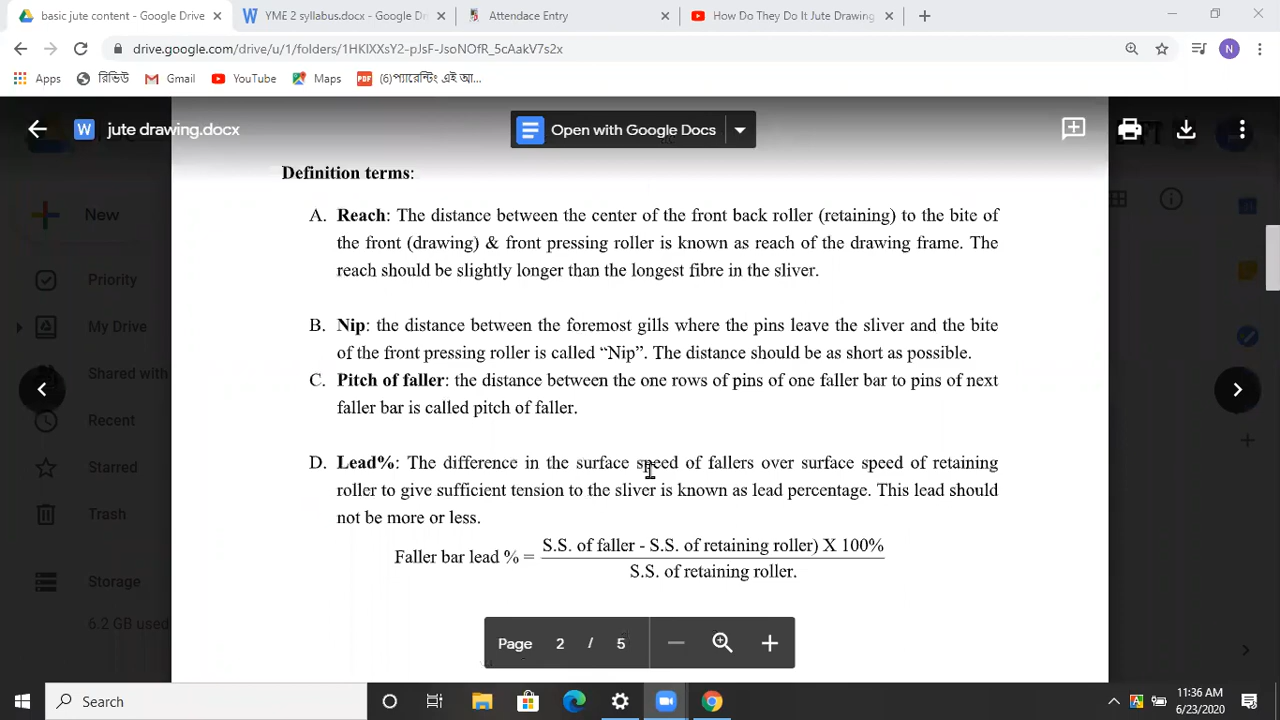 basic jute content - Google Drive
YME 2 syllabus.docx - Google Dr
Attendace Entry
How Do They Do It Jute Drawing
drive.google.com/drive/u/1/folders/1HKIXXsY2-pJsF-JsoNOfR_5cAakV7s2x
N
Apps
রিভিউ
Gmail
YouTube
Maps
PDF
(6)প্যারেন্টিং এই আ...
W
jute drawing.docx
Open with Google Docs
New
Priority
My Drive
Shared with
Recent
Starred
Trash
Storage
6.2 GB used
Definition terms:
A. Reach: The distance between the center of the front back roller (retaining) to the bite of
the front (drawing) & front pressing roller is known as reach of the drawing frame. The
reach should be slightly longer than the longest fibre in the sliver.
B. Nip: the distance between the foremost gills where the pins leave the sliver and the bite
of the front pressing roller is called “Nip”. The distance should be as short as possible.
C. Pitch of faller: the distance between the one rows of pins of one faller bar to pins of next
faller bar is called pitch of faller.
D. Lead%: The difference in the surface speed of fallers over surface speed of retaining
roller to give sufficient tension to the sliver is known as lead percentage. This lead should
not be more or less.
Faller bar lead % =
S.S. of faller - S.S. of retaining roller) X 100%
S.S. of retaining roller.
Page 2 / 5
Search
11:36 AM
6/23/2020